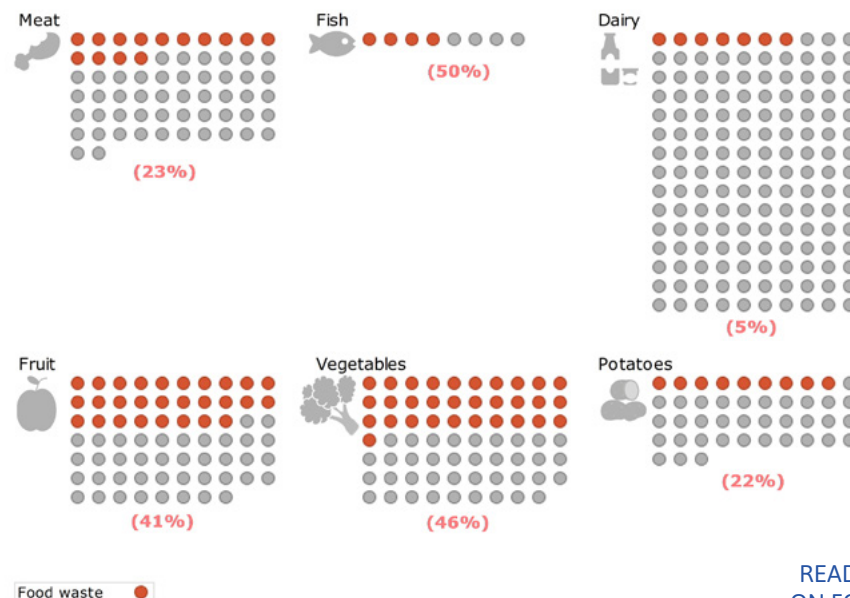 Meat
Fish
Dairy
(23%)
(50%)
(5%)
Fruit
Vegetables
Potatoes
(41%)
(46%)
(22%)
Food waste
READ